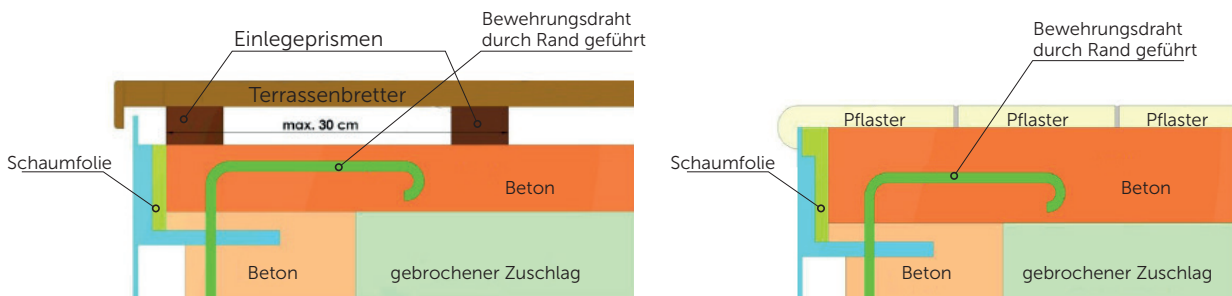 Einlegeprismen
Bewehrungsdraht
durch Rand geführt
Terrassenbretter
max. 30 cm
Schaumfolie
Beton
Beton
gebrochener Zuschlag
Bewehrungsdraht
durch Rand geführt
Pflaster
Pflaster
Pflaster
Schaumfolie
Beton
Beton
gebrochener Zuschlag